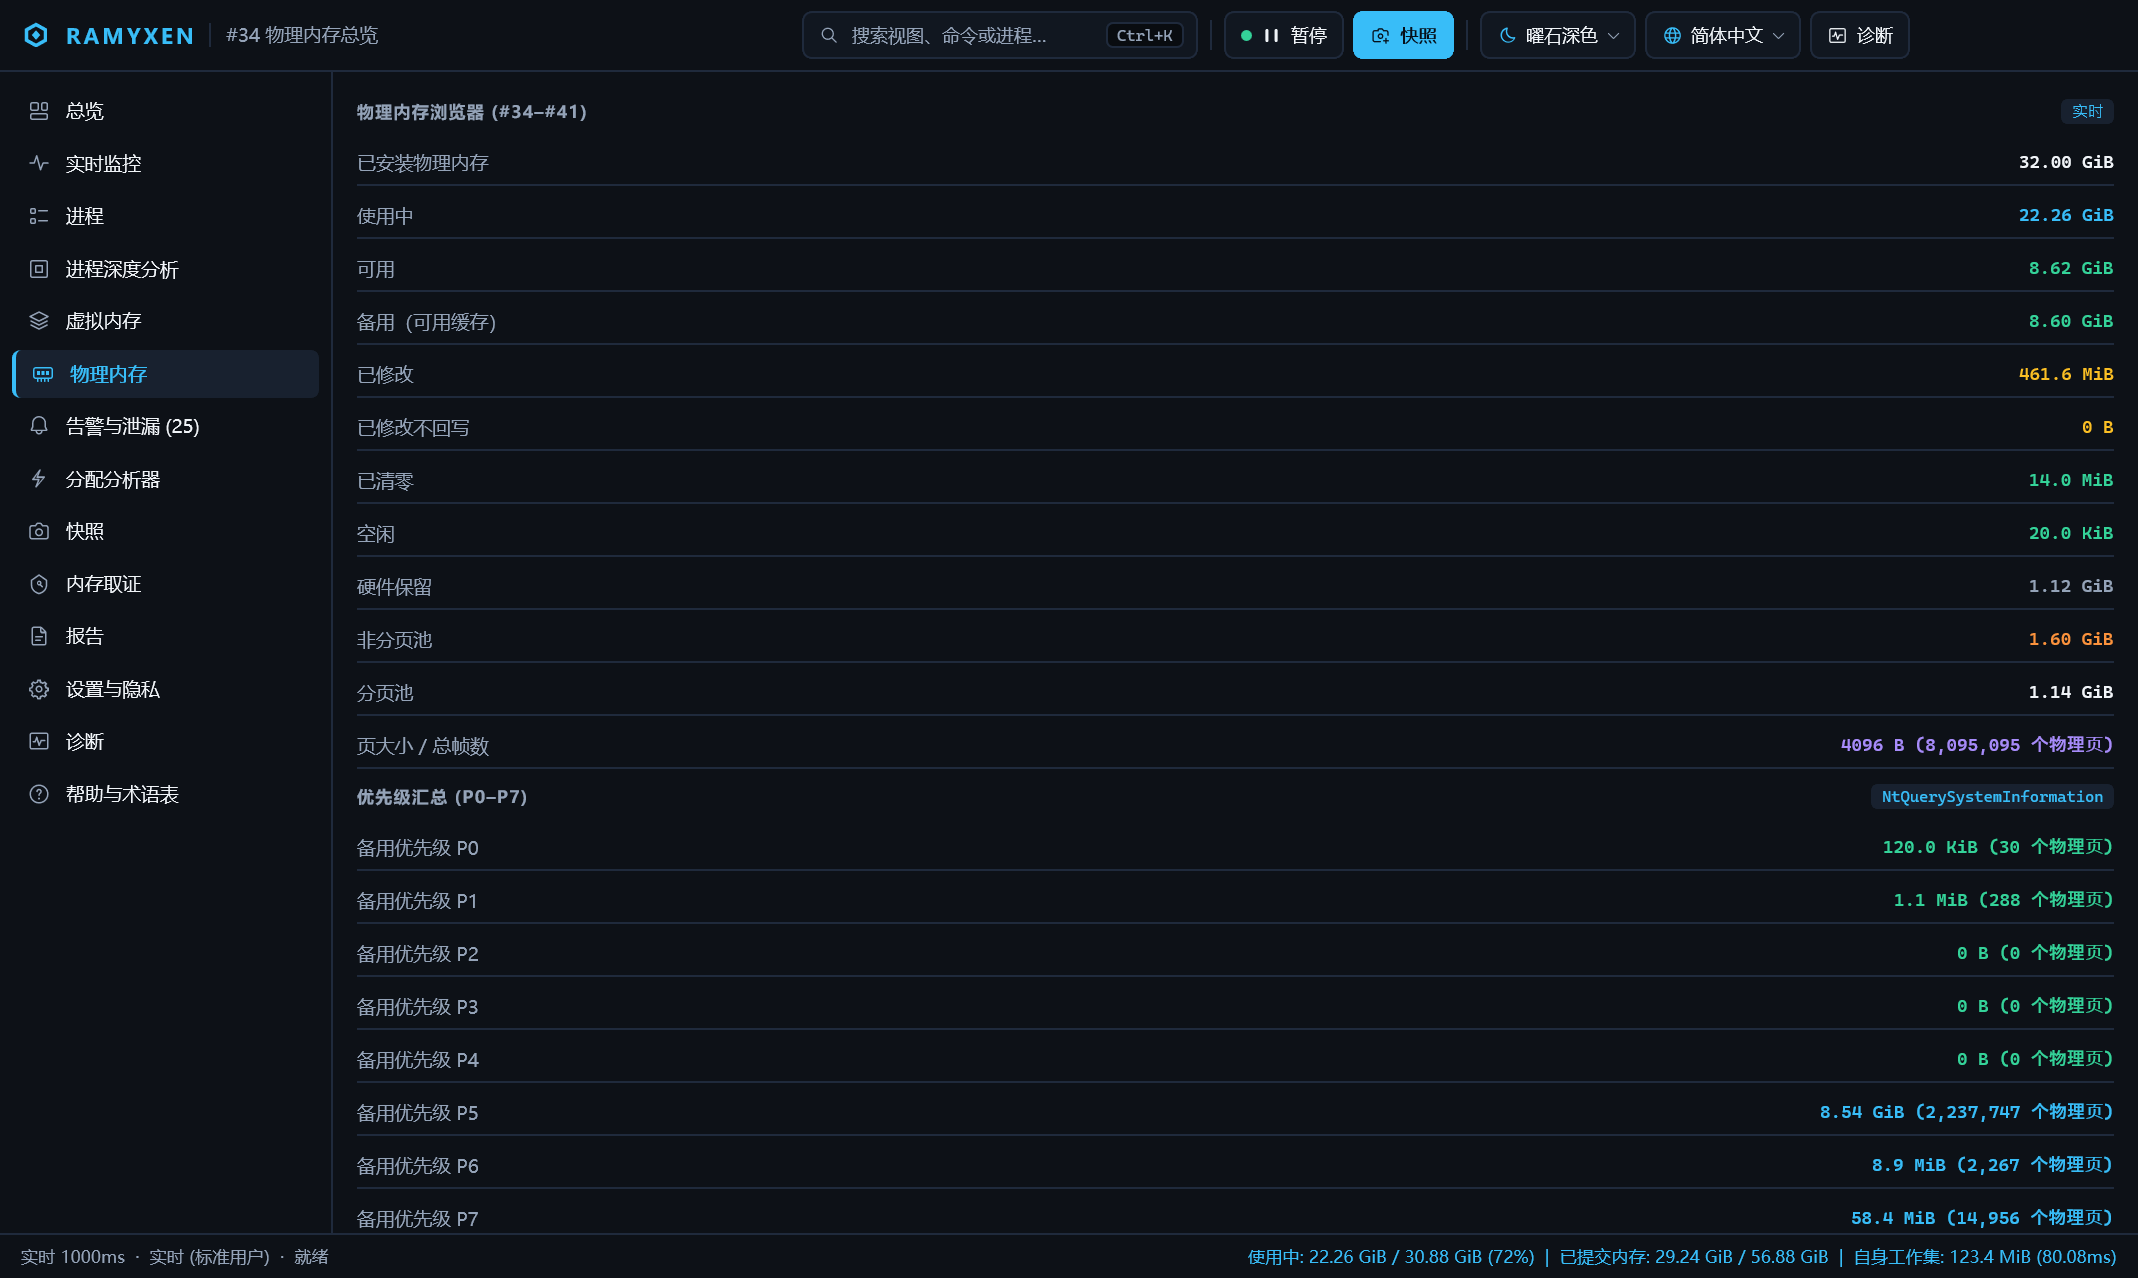 RAMYXEN #34 物理内存总览 搜索视图、命令或进程... Ctrl+K 暂停 快照 曜石深色 简体中文 诊断
总览
实时监控
进程
进程深度分析
虚拟内存
物理内存
告警与泄漏 (25)
分配分析器
快照
内存取证
报告
设置与隐私
诊断
帮助与术语表
物理内存浏览器 (#34–#41) 实时
已安装物理内存 32.00 GiB
使用中 22.26 GiB
可用 8.62 GiB
备用（可用缓存） 8.60 GiB
已修改 461.6 MiB
已修改不回写 0 B
已清零 14.0 MiB
空闲 20.0 KiB
硬件保留 1.12 GiB
非分页池 1.60 GiB
分页池 1.14 GiB
页大小 / 总帧数 4096 B (8,095,095 个物理页)
优先级汇总 (P0–P7) NtQuerySystemInformation
备用优先级 P0 120.0 KiB (30 个物理页)
备用优先级 P1 1.1 MiB (288 个物理页)
备用优先级 P2 0 B (0 个物理页)
备用优先级 P3 0 B (0 个物理页)
备用优先级 P4 0 B (0 个物理页)
备用优先级 P5 8.54 GiB (2,237,747 个物理页)
备用优先级 P6 8.9 MiB (2,267 个物理页)
备用优先级 P7 58.4 MiB (14,956 个物理页)
实时 1000ms · 实时 (标准用户) · 就绪 使用中: 22.26 GiB / 30.88 GiB (72%) | 已提交内存: 29.24 GiB / 56.88 GiB | 自身工作集: 123.4 MiB (80.08ms)